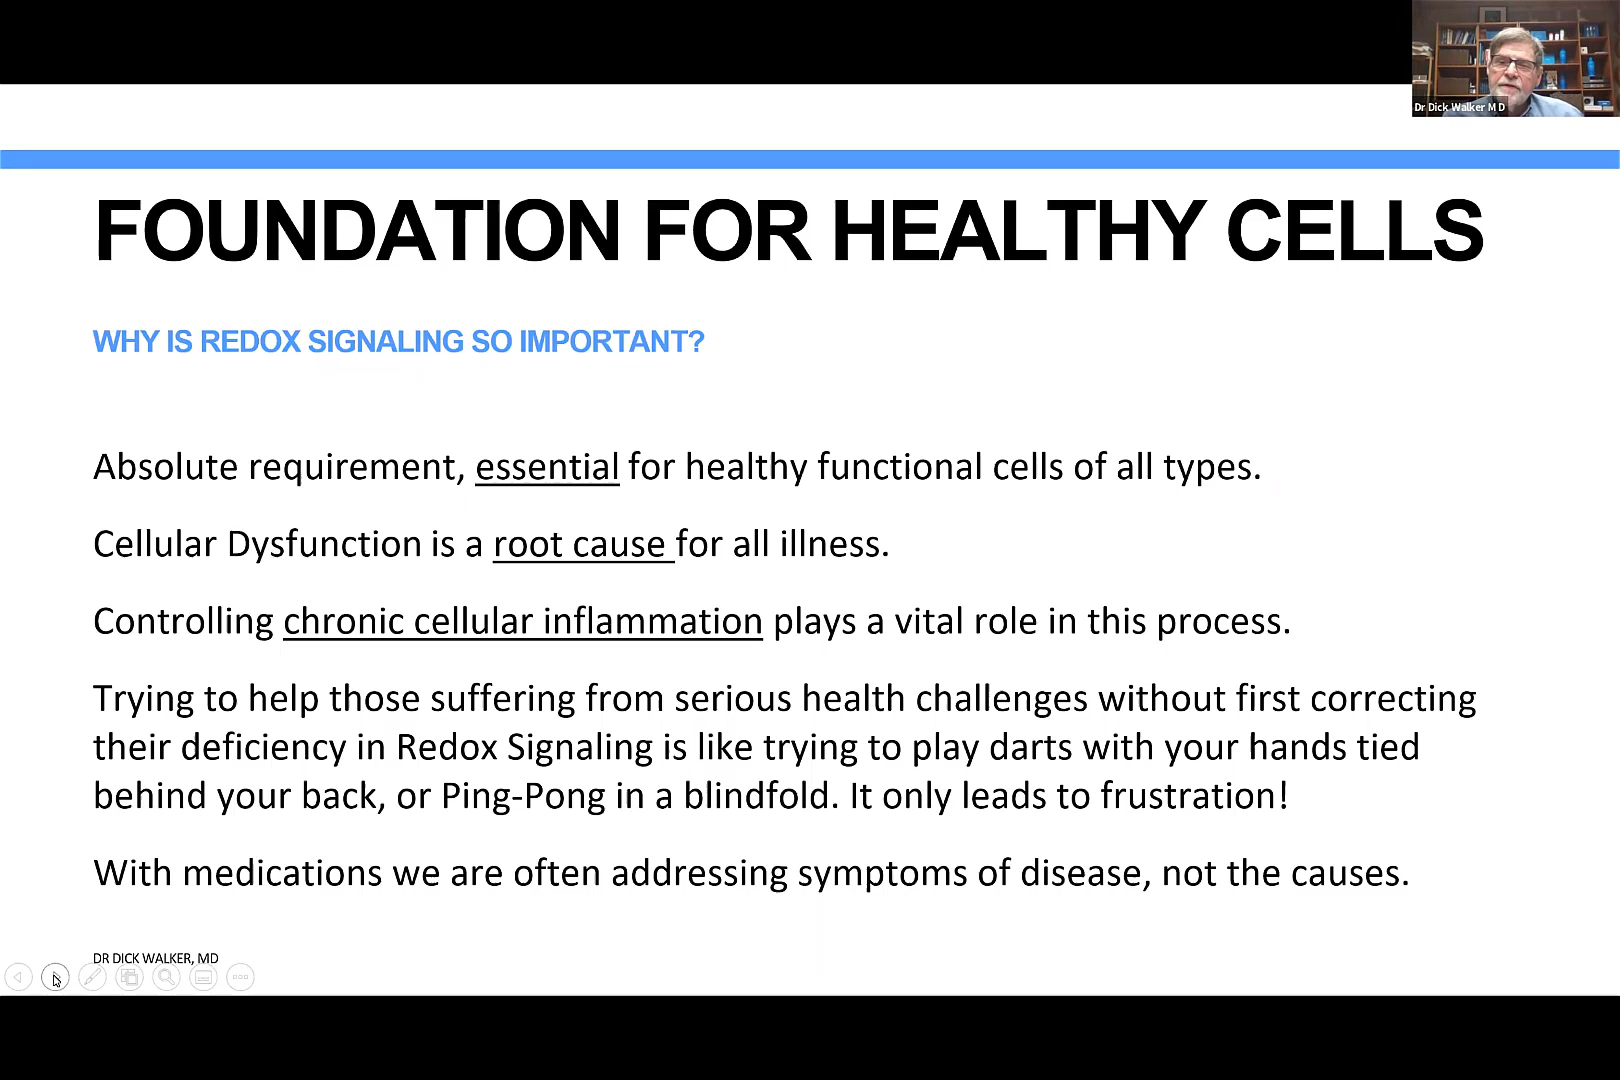 Dr Dick Walker M D
FOUNDATION FOR HEALTHY CELLS
WHY IS REDOX SIGNALING SO IMPORTANT?
Absolute requirement, essential for healthy functional cells of all types.
Cellular Dysfunction is a root cause for all illness.
Controlling chronic cellular inflammation plays a vital role in this process.
Trying to help those suffering from serious health challenges without first correcting
their deficiency in Redox Signaling is like trying to play darts with your hands tied
behind your back, or Ping-Pong in a blindfold. It only leads to frustration!
With medications we are often addressing symptoms of disease, not the causes.
DR DICK WALKER, MD